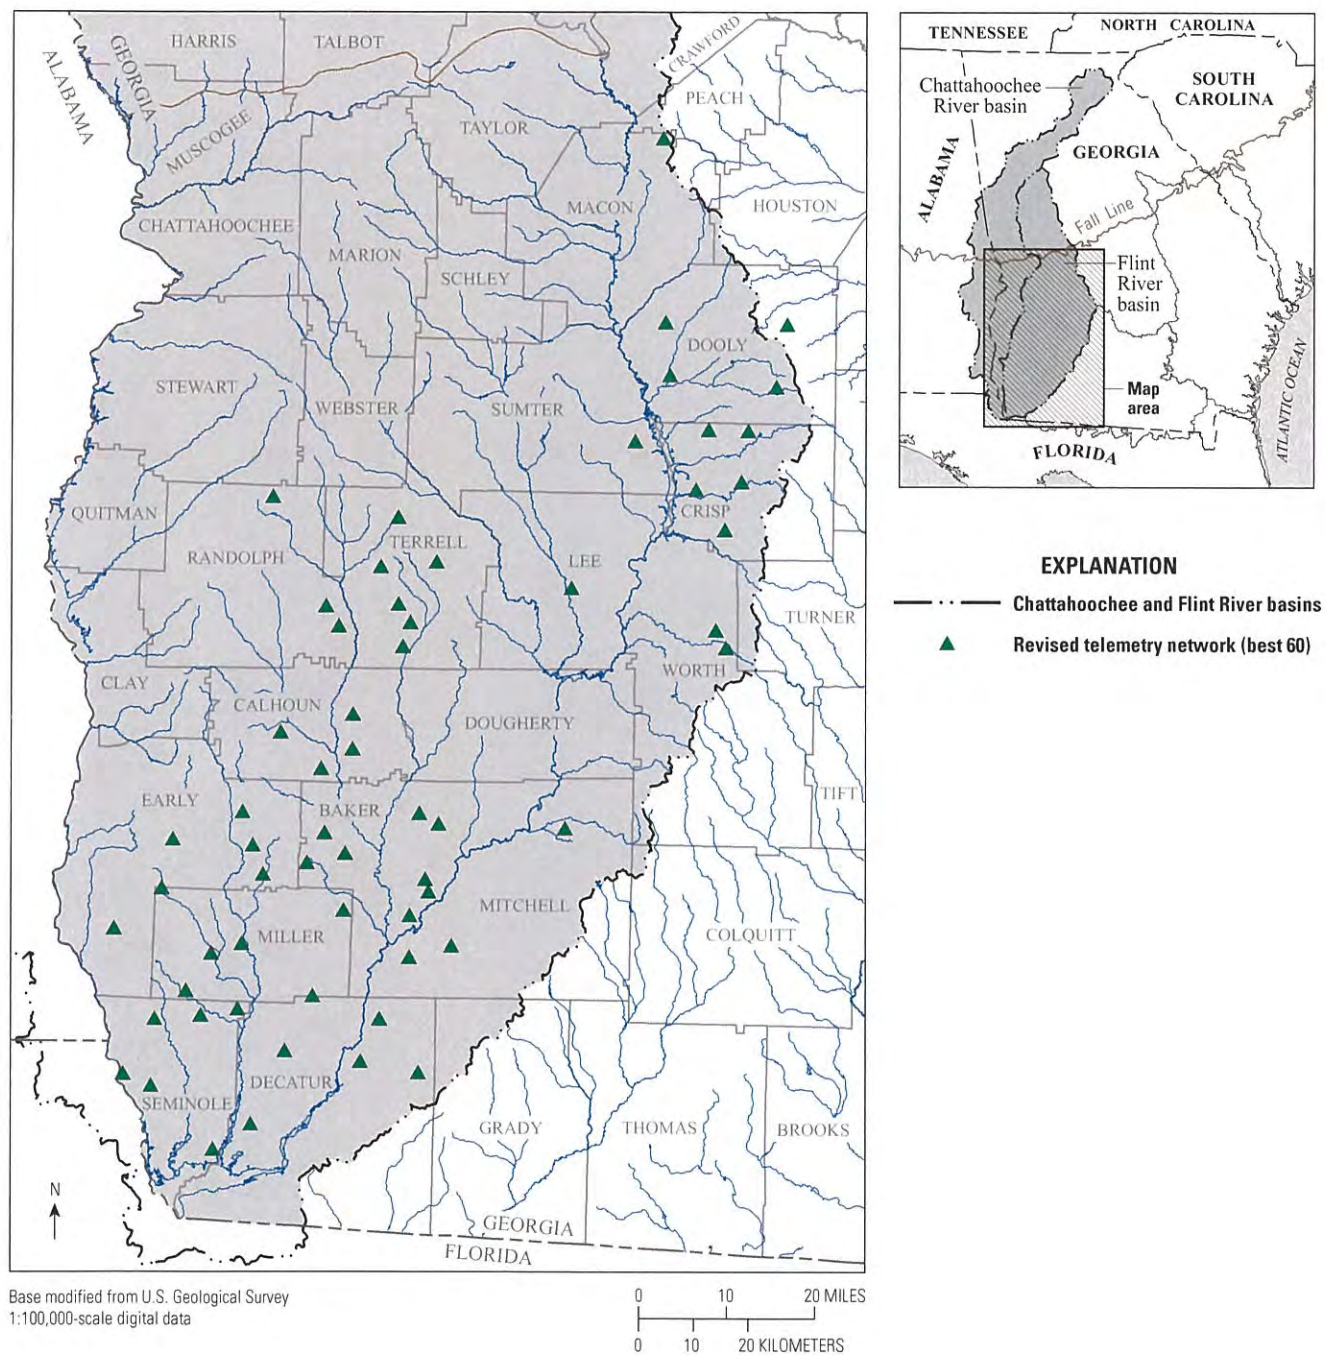 HARRIS
TALBOT
CRAWFORD
GEORGIA
ALABAMA
PEACH
MUSCOGEE
TAYLOR
MACON
HOUSTON
CHATTAHOOCHEE
MARION
SCHLEY
DOOLY
STEWART
WEBSTER
SUMTER
QUITMAN
CRISP
RANDOLPH
TERRELL
LEE
TURNER
CLAY
WORTH
CALHOUN
DOUGHERTY
TIFT
EARLY
BAKER
MITCHELL
MILLER
COLQUITT
DECATUR
SEMINOLE
GRADY
THOMAS
BROOKS
N
GEORGIA
FLORIDA
Base modified from U.S. Geological Survey
1:100,000-scale digital data
0 10 20 MILES
0 10 20 KILOMETERS
TENNESSEE
NORTH CAROLINA
Chattahoochee
River basin
SOUTH
CAROLINA
ALABAMA
GEORGIA
Fall Line
Flint
River
basin
Map
area
FLORIDA
ATLANTIC OCEAN
EXPLANATION
Chattahoochee and Flint River basins
Revised telemetry network (best 60)